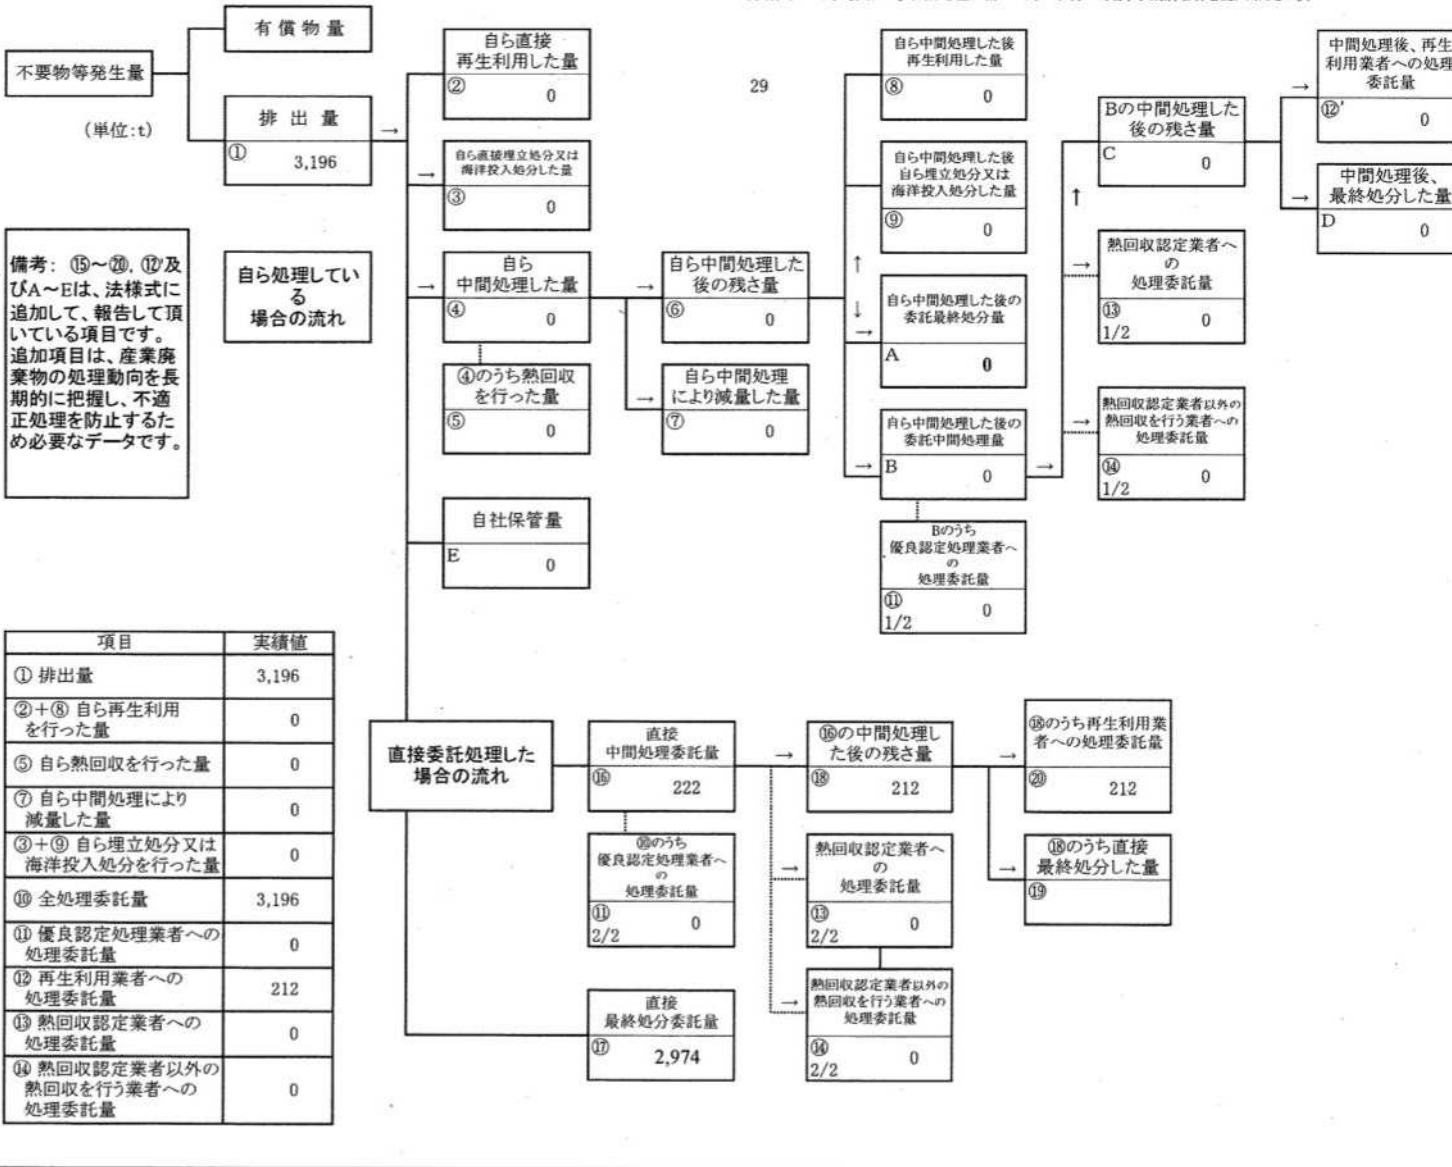 有償物量
不要物等発生量
(単位:t)
排出量
→
①
3,196
自ら直接
再生利用した量
②
0
→
自ら直接埋立処分又は
海洋投入処分した量
③
0
29
備考: ⑮～⑳, ⑫'及
びA～Eは、法様式に
追加して、報告して頂
いている項目です。
追加項目は、産業廃
棄物の処理動向を長
期的に把握し、不適
正処理を防止するた
め必要なデータです。
自ら処理してい
る
場合の流れ
→
自ら
中間処理した量
④
0
④のうち熱回収
を行った量
⑤
0
→
自ら中間処理した
後の残さ量
⑥
0
→
自ら中間処理
により減量した量
⑦
0
自ら中間処理した後
再生利用した量
⑧
0
自ら中間処理した後
自ら埋立処分又は
海洋投入処分した量
⑨
0
↑
↓
→
自ら中間処理した後の
委託最終処分量
A
0
→
自ら中間処理した後の
委託中間処理量
B
0
→
Bのうち
優良認定処理業者へ
の
処理委託量
⑪
1/2
0
↑
Bの中間処理した
後の残さ量
C
0
→
中間処理後、再生
利用業者への処理
委託量
⑫'
0
→
中間処理後、
最終処分した量
D
0
→
熱回収認定業者へ
の
処理委託量
⑬
1/2
0
→
熱回収認定業者以外の
熱回収を行う業者への
処理委託量
⑭
1/2
0
自社保管量
E
0
項目 実績値
① 排出量 3,196
②+⑧ 自ら再生利用
を行った量 0
⑤ 自ら熱回収を行った量 0
⑦ 自ら中間処理により
減量した量 0
③+⑨ 自ら埋立処分又は
海洋投入処分を行った量 0
⑩ 全処理委託量 3,196
⑪ 優良認定処理業者への
処理委託量 0
⑫ 再生利用業者への
処理委託量 212
⑬ 熱回収認定業者への
処理委託量 0
⑭ 熱回収認定業者以外の
熱回収を行う業者への
処理委託量 0
直接委託処理した
場合の流れ
直接
中間処理委託量
⑯
222
⑯のうち
優良認定処理業者へ
の
処理委託量
⑪
2/2
0
直接
最終処分委託量
⑰
2,974
→
⑯の中間処理し
た後の残さ量
⑱
212
→
熱回収認定業者へ
の
処理委託量
⑬
2/2
0
→
熱回収認定業者以外の
熱回収を行う業者への
処理委託量
⑭
2/2
0
→
⑱のうち再生利用業
者への処理委託量
⑳
212
→
⑱のうち直接
最終処分した量
⑲